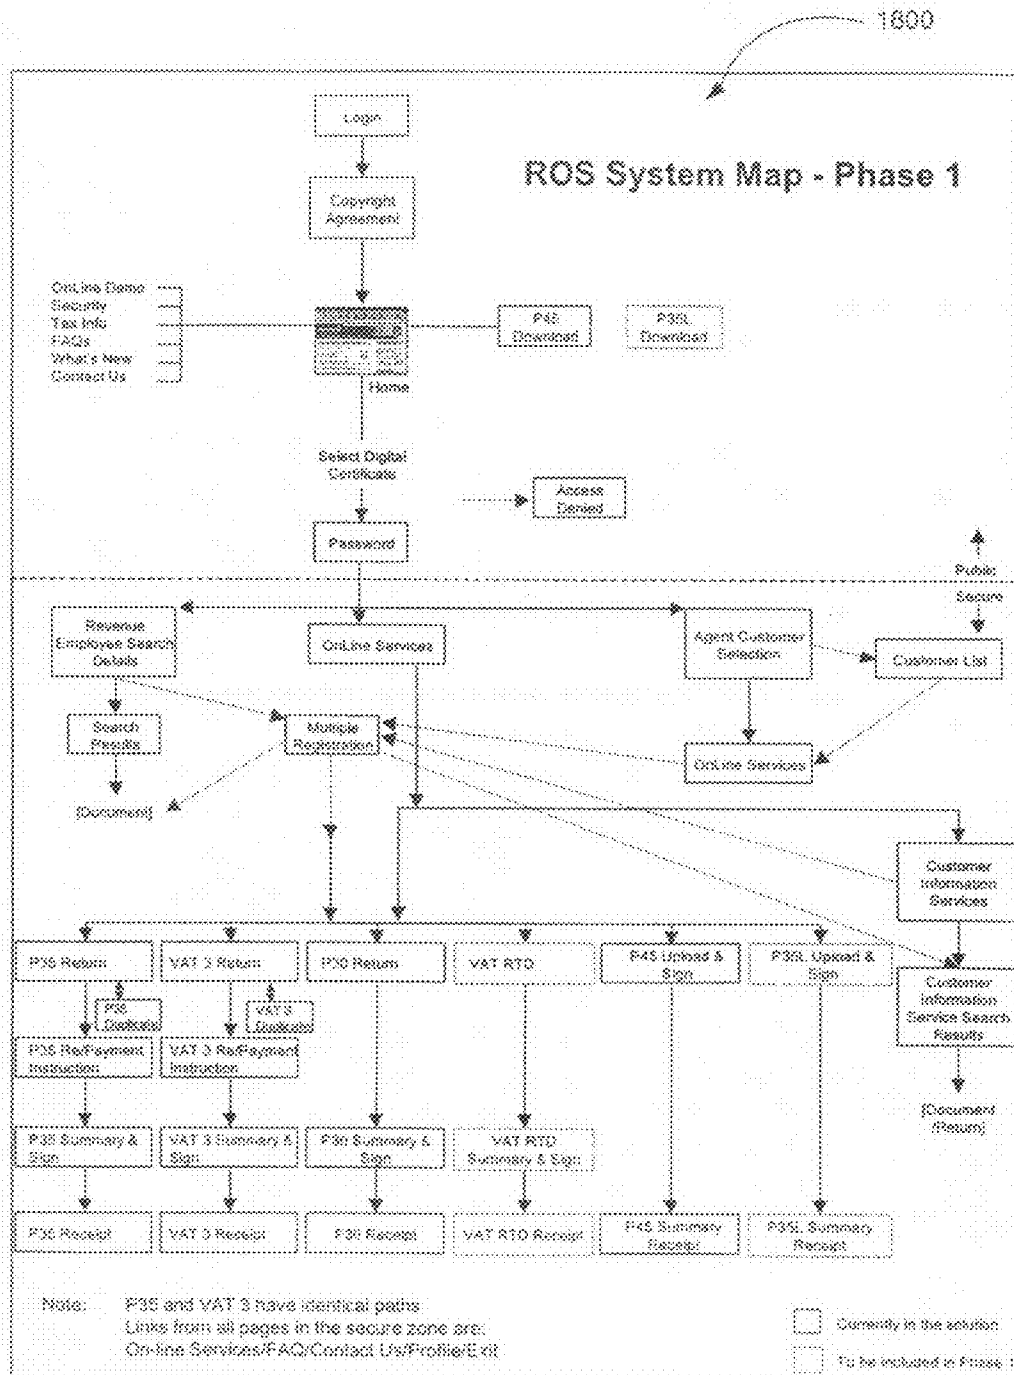 1800
Login
ROS System Map - Phase 1
Copyright
Agreement
OnLine Demo
Security
Tax Info
FAQs
What's New
Contact Us
P45
Download
P35L
Download
Home
Select Digital
Certificate
Access
Denied
Password
Public
Secure
Revenue
Employee Search
Details
OnLine Services
Agent Customer
Selection
Customer List
Search
Results
Multiple
Registration
OnLine Services
[Document]
Customer
Information
Services
P35 Return
VAT 3 Return
P30 Return
VAT RTD
P45 Upload &
Sign
P35L Upload &
Sign
Customer
Information
Service Search
Results
P35
Duplicate
VAT 3
Duplicate
P35 Re/Payment
Instruction
VAT 3 Re/Payment
Instruction
[Document
/Return]
P35 Summary &
Sign
VAT 3 Summary &
Sign
P30 Summary &
Sign
VAT RTD
Summary & Sign
P35 Receipt
VAT 3 Receipt
P30 Receipt
VAT RTD Receipt
P45 Summary
Receipt
P35L Summary
Receipt
Note: P35 and VAT 3 have identical paths
Links from all pages in the secure zone are:
On-line Services/FAQ/Contact Us/Profile/Exit
Currently in the solution
To be included in Phase